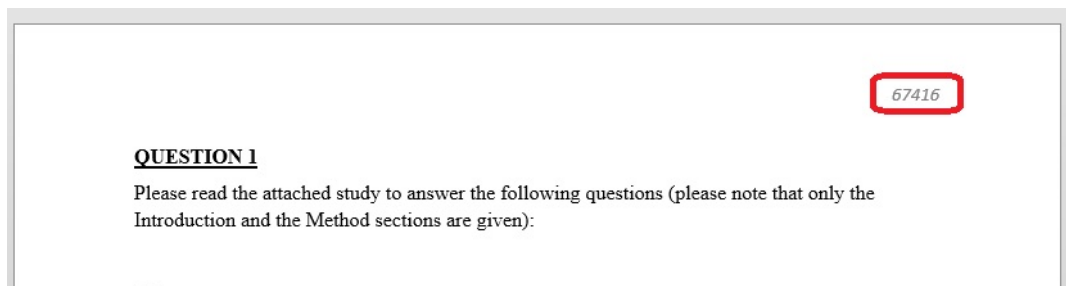 67416
QUESTION 1
Please read the attached study to answer the following questions (please note that only the
Introduction and the Method sections are given):